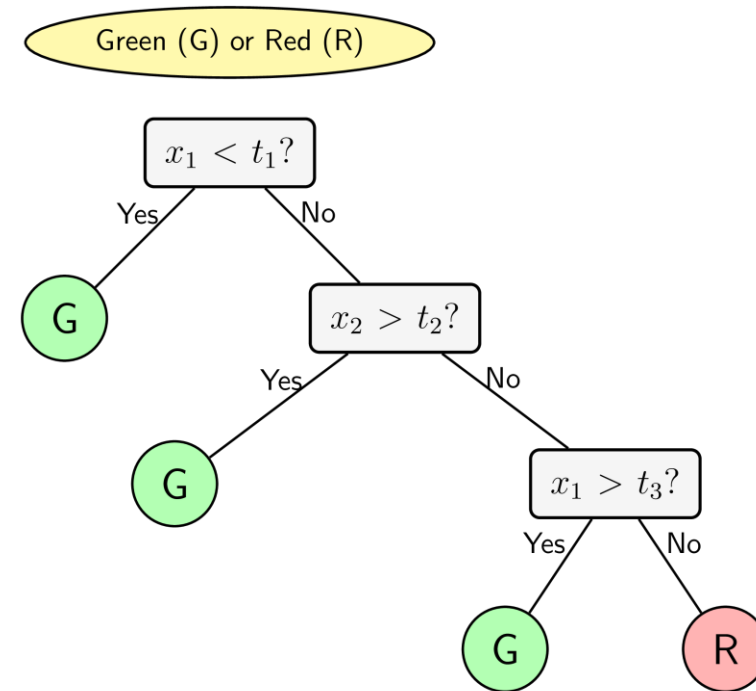 Green (G) or Red (R)
x₁ < t₁?
Yes
No
G
x₂ > t₂?
Yes
No
G
x₁ > t₃?
Yes
No
G
R